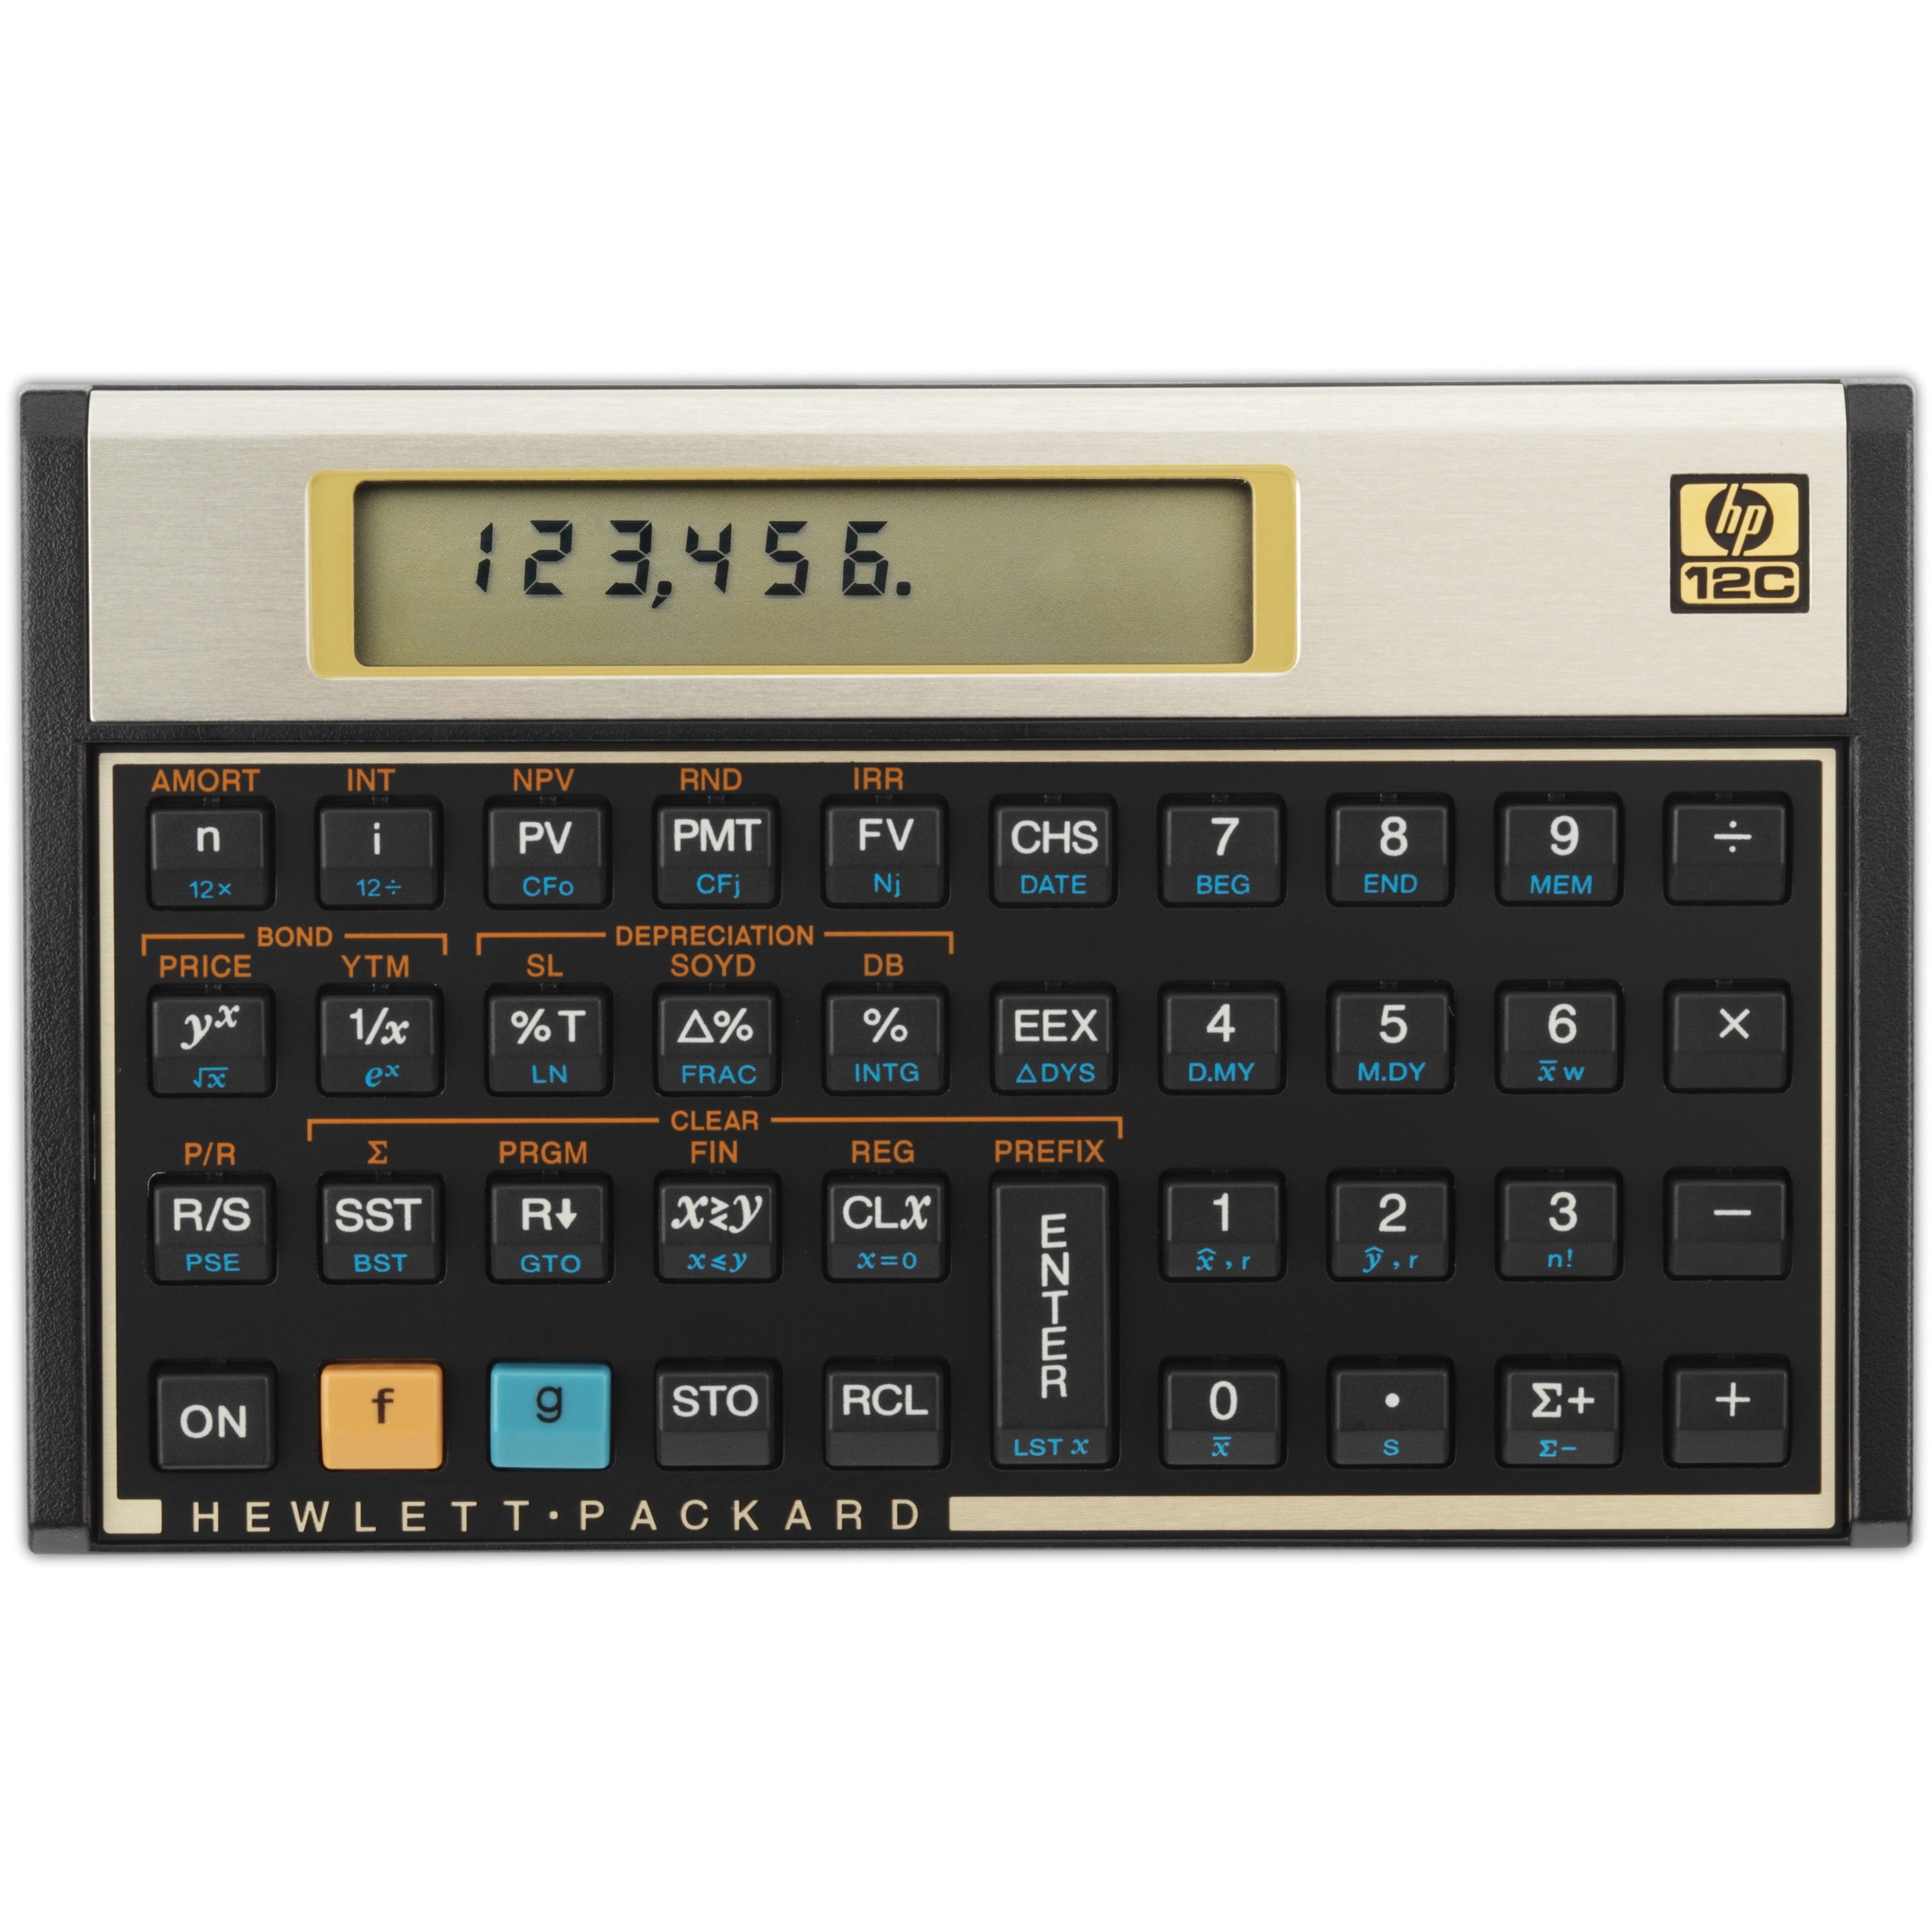 123,456.
hp
12C
AMORT INT NPV RND IRR
n i PV PMT FV CHS 7 8 9 ÷
12× 12÷ CFo CFj Nj DATE BEG END MEM
BOND DEPRECIATION
PRICE YTM SL SOYD DB
yˣ 1/x %T Δ% % EEX 4 5 6 ×
√x eˣ LN FRAC INTG ΔDYS D.MY M.DY x̅w
CLEAR
P/R Σ PRGM FIN REG PREFIX
R/S SST R↓ x≷y CLx ENTER 1 2 3 −
PSE BST GTO x≤y x=0 x̂,r ŷ,r n!
ON f g STO RCL 0 • Σ+ +
LST x x̅ s Σ−
HEWLETT·PACKARD